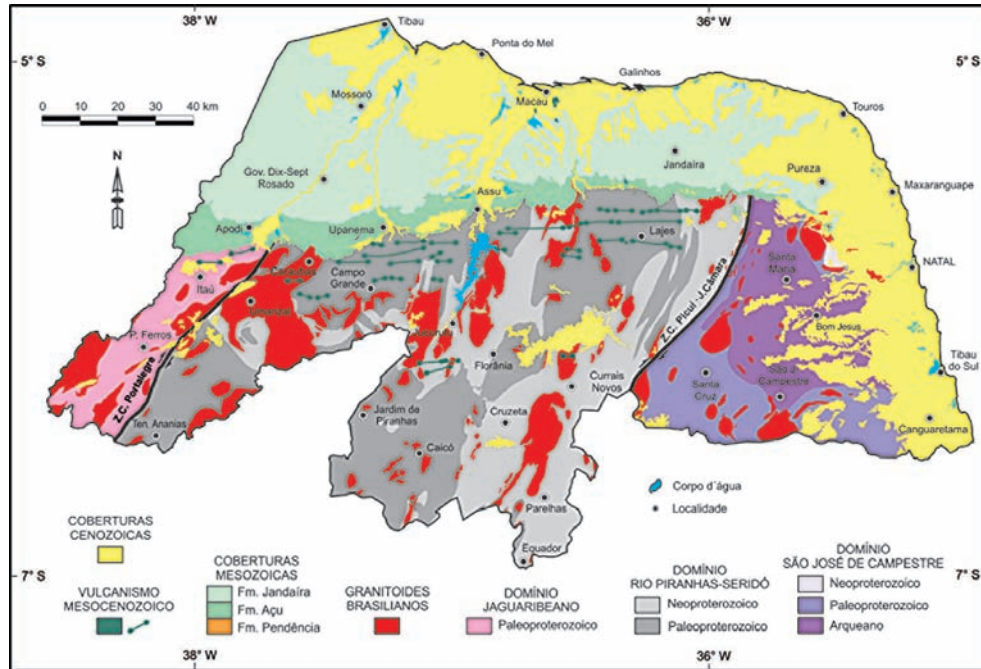 38° W
36° W
Tibau
5° S
5° S
Ponta do Mel
Galinhos
0 10 20 30 40 km
Mossoró
Macau
Touros
N
Jandaíra
Gov. Dix-Sept
Rosado
Pureza
Maxaranguape
Assu
Apodi
Upanema
Lajes
Caraúbas
Campo
Grande
Santa
Maria
NATAL
Itaú
Z.C. Picuí -J.Câmara
Umarizal
Bom Jesus
P. Ferros
Florânia
Tibau
do Sul
Z.C. Portalegre
Currais
Novos
Santa
Cruz
São J.
Campestre
Jardim de
Piranhas
Cruzeta
Canguaretama
Ten. Ananias
Caicó
Corpo d´água
Parelhas
Localidade
Equador
COBERTURAS
CENOZOICAS
7° S
7° S
VULCANISMO
MESOCENOZOICO
COBERTURAS
MESOZOICAS
Fm. Jandaíra
Fm. Açu
Fm. Pendência
GRANITOIDES
BRASILIANOS
DOMÍNIO
JAGUARIBEANO
Paleoproterozoico
DOMÍNIO
RIO PIRANHAS-SERIDÓ
Neoproterozoico
Paleoproterozoico
DOMÍNIO
SÃO JOSÉ DE CAMPESTRE
Neoproterozoico
Paleoproterozoico
Arqueano
38° W
36° W